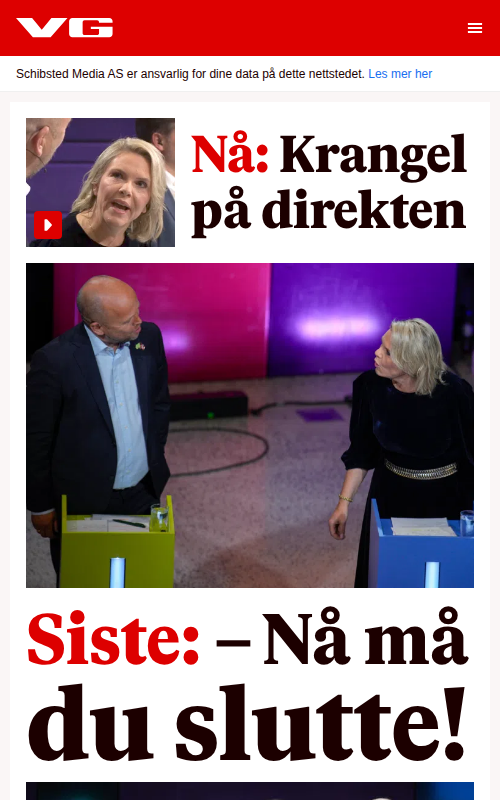 VG
Schibsted Media AS er ansvarlig for dine data på dette nettstedet. Les mer her
Nå: Krangel
på direkten
Siste: – Nå må
du slutte!